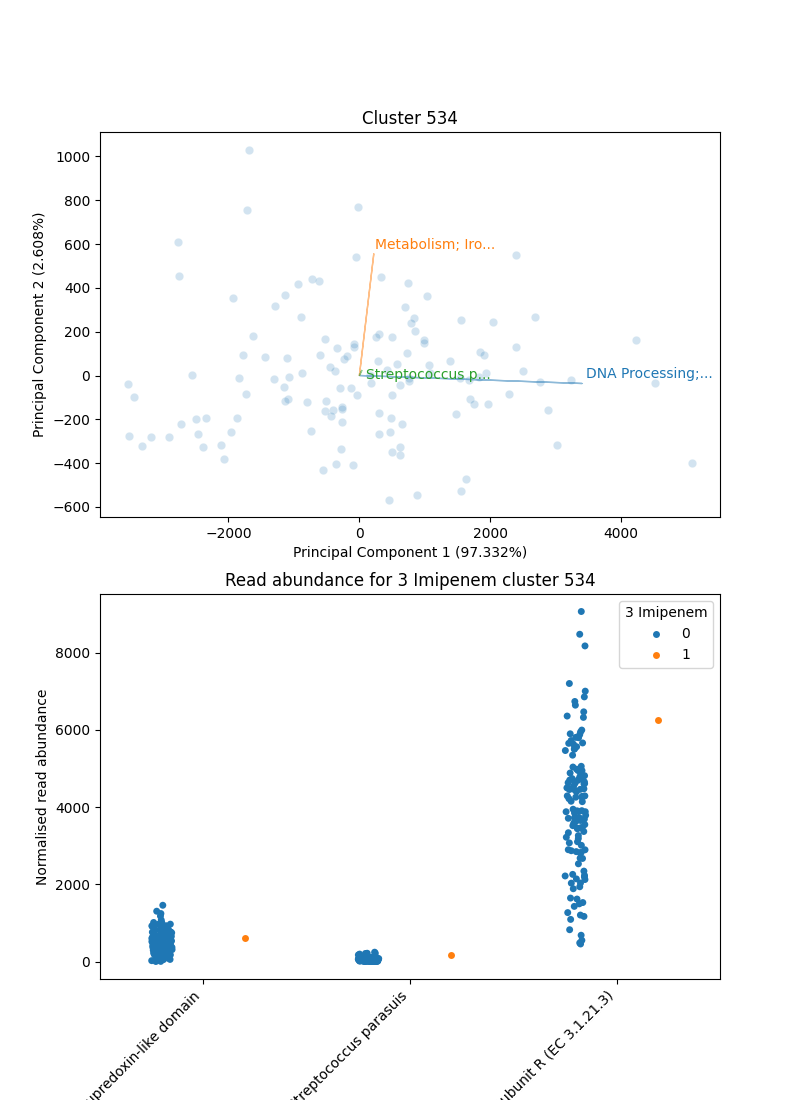 Cluster 534
1000
800
600
400
200
0
−200
−400
−600
Principal Component 2 (2.608%)
Metabolism; Iro...
Streptococcus p...
DNA Processing;...
−2000
0
2000
4000
Principal Component 1 (97.332%)
Read abundance for 3 Imipenem cluster 534
8000
6000
4000
2000
0
Normalised read abundance
3 Imipenem
0
1
upredoxin-like domain
treptococcus parasuis
ubunit R (EC 3.1.21.3)